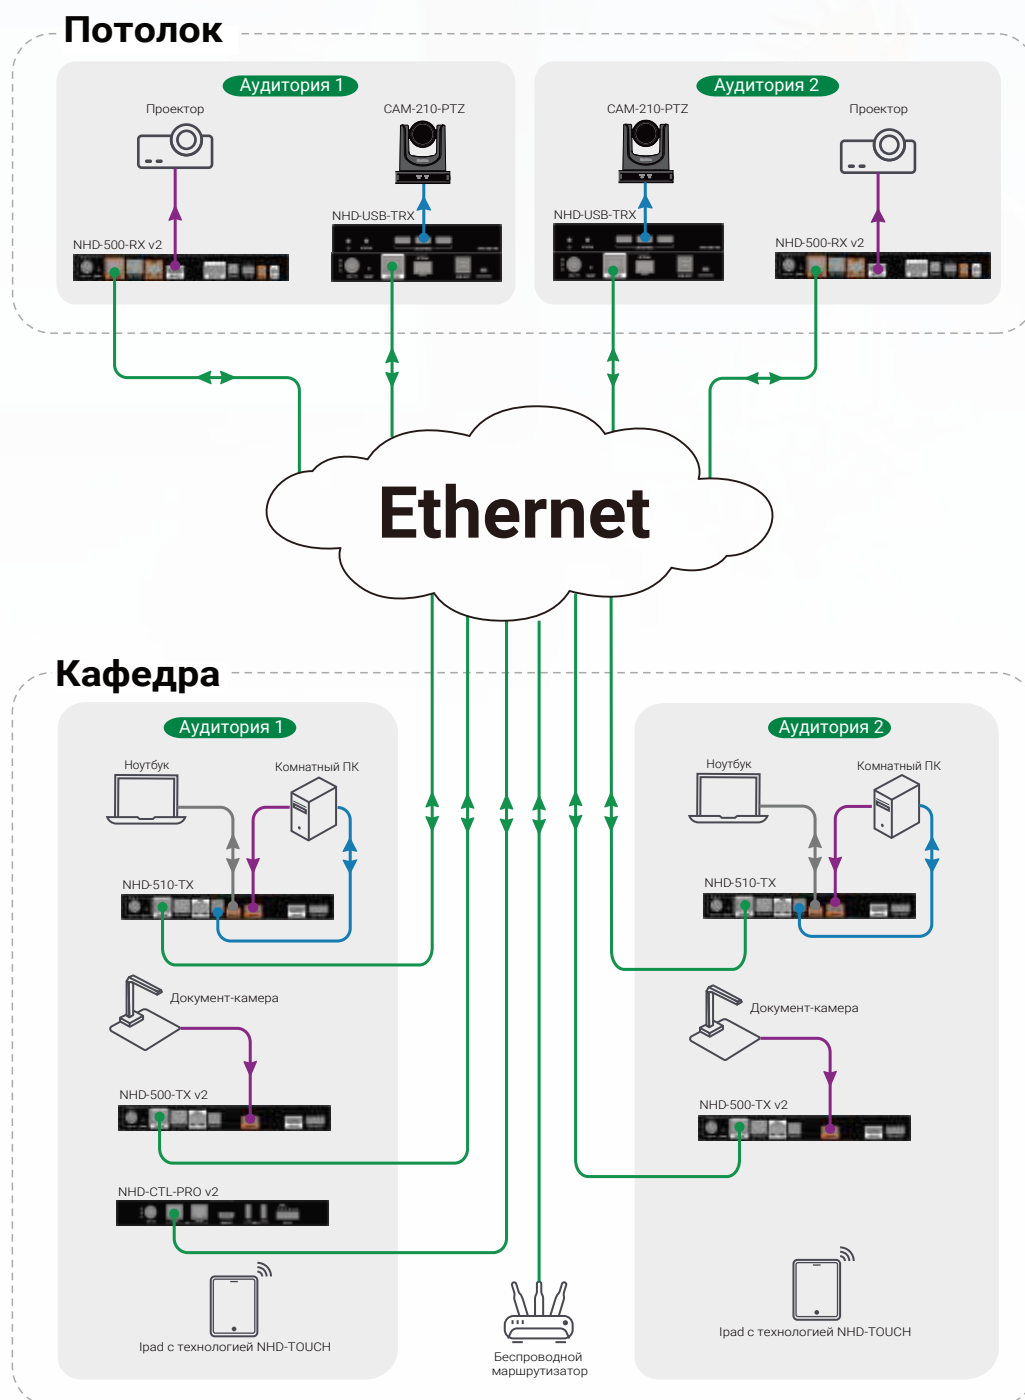 Потолок
Аудитория 1
Аудитория 2
Проектор
CAM-210-PTZ
CAM-210-PTZ
Проектор
NHD-USB-TRX
NHD-USB-TRX
NHD-500-RX v2
NHD-500-RX v2
Ethernet
Кафедра
Аудитория 1
Аудитория 2
Ноутбук
Комнатный ПК
Ноутбук
Комнатный ПК
NHD-510-TX
NHD-510-TX
Документ-камера
Документ-камера
NHD-500-TX v2
NHD-500-TX v2
NHD-CTL-PRO v2
Ipad с технологией NHD-TOUCH
Ipad с технологией NHD-TOUCH
Беспроводной
маршрутизатор